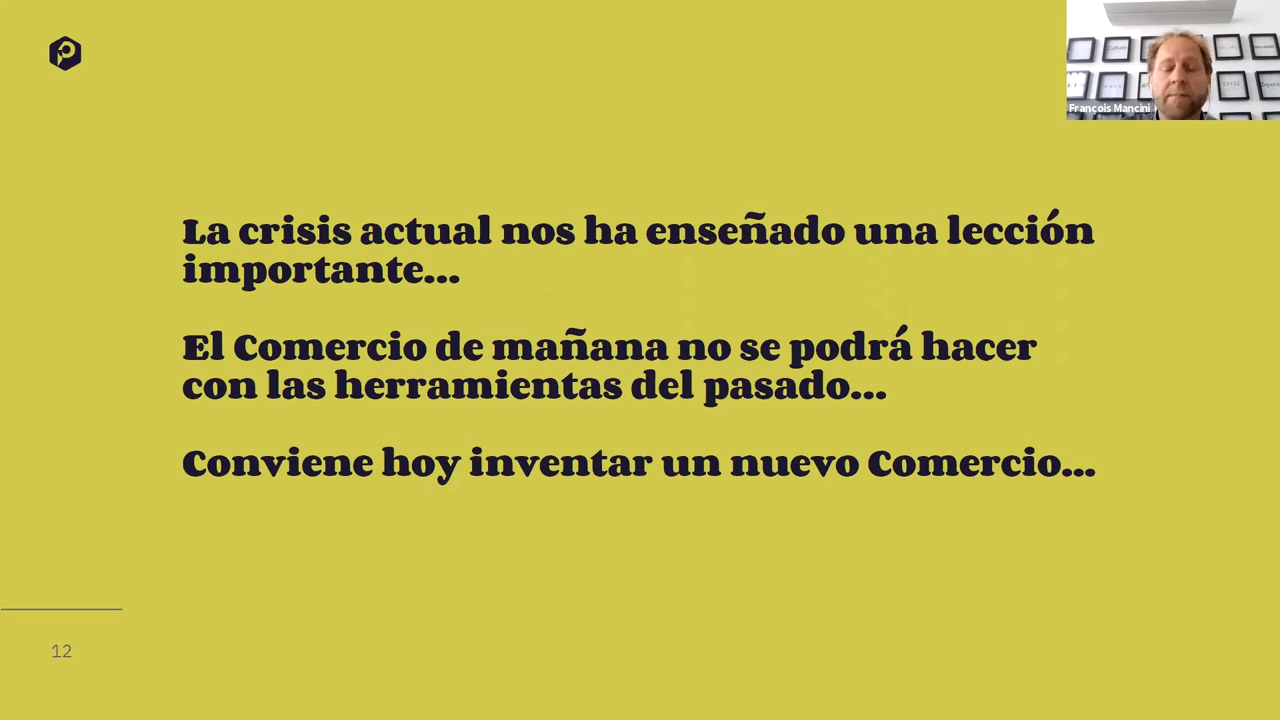 François Mancini
La crisis actual nos ha enseñado una lección
importante...
El Comercio de mañana no se podrá hacer
con las herramientas del pasado...
Conviene hoy inventar un nuevo Comercio...
12